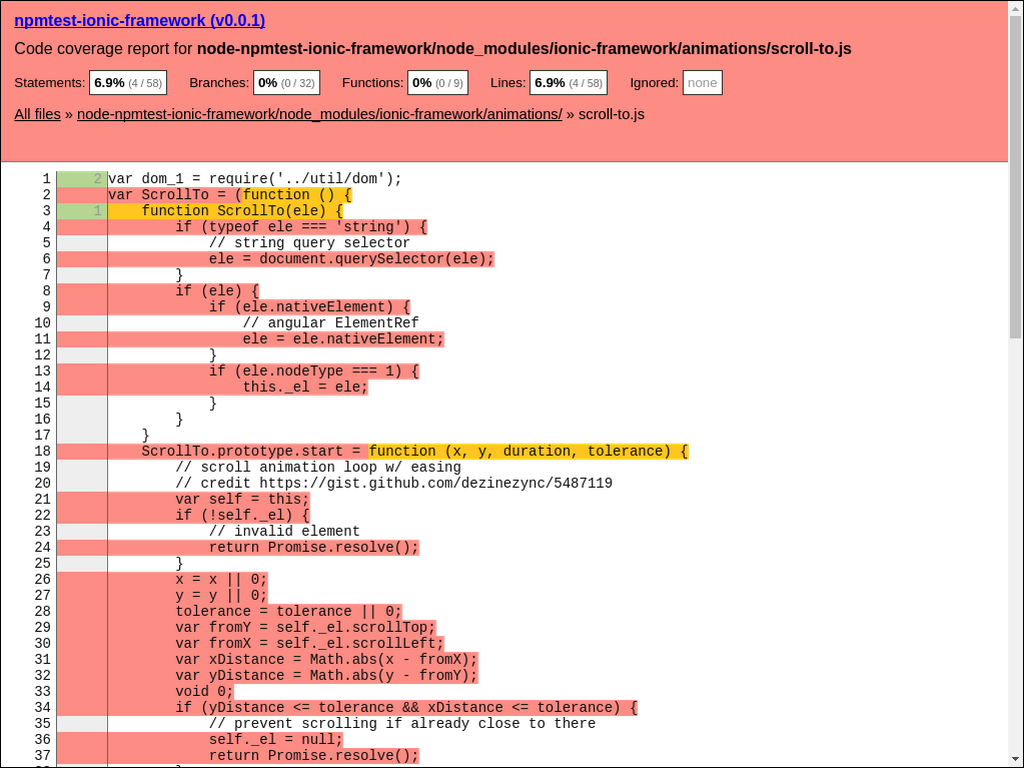 npmtest-ionic-framework (v0.0.1)
Code coverage report for node-npmtest-ionic-framework/node_modules/ionic-framework/animations/scroll-to.js
Statements: 6.9% (4 / 58) Branches: 0% (0 / 32) Functions: 0% (0 / 9) Lines: 6.9% (4 / 58) Ignored: none
All files » node-npmtest-ionic-framework/node_modules/ionic-framework/animations/ » scroll-to.js
1 2 var dom_1 = require('../util/dom');
2 var ScrollTo = (function () {
3 1     function ScrollTo(ele) {
4         if (typeof ele === 'string') {
5             // string query selector
6             ele = document.querySelector(ele);
7         }
8         if (ele) {
9             if (ele.nativeElement) {
10                 // angular ElementRef
11                 ele = ele.nativeElement;
12             }
13             if (ele.nodeType === 1) {
14                 this._el = ele;
15             }
16         }
17     }
18     ScrollTo.prototype.start = function (x, y, duration, tolerance) {
19         // scroll animation loop w/ easing
20         // credit https://gist.github.com/dezinezync/5487119
21         var self = this;
22         if (!self._el) {
23             // invalid element
24             return Promise.resolve();
25         }
26         x = x || 0;
27         y = y || 0;
28         tolerance = tolerance || 0;
29         var fromY = self._el.scrollTop;
30         var fromX = self._el.scrollLeft;
31         var xDistance = Math.abs(x - fromX);
32         var yDistance = Math.abs(y - fromY);
33         void 0;
34         if (yDistance <= tolerance && xDistance <= tolerance) {
35             // prevent scrolling if already close to there
36             self._el = null;
37             return Promise.resolve();